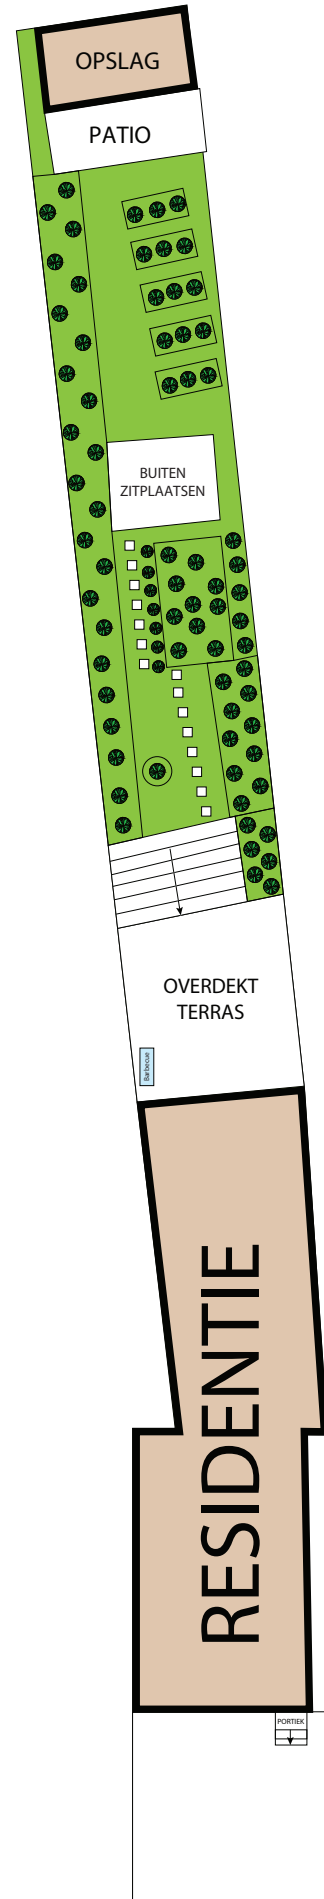 OPSLAG
PATIO
BUITEN
ZITPLAATSEN
OVERDEKT
TERRAS
Barbecue
RESIDENTIE
PORTIEK